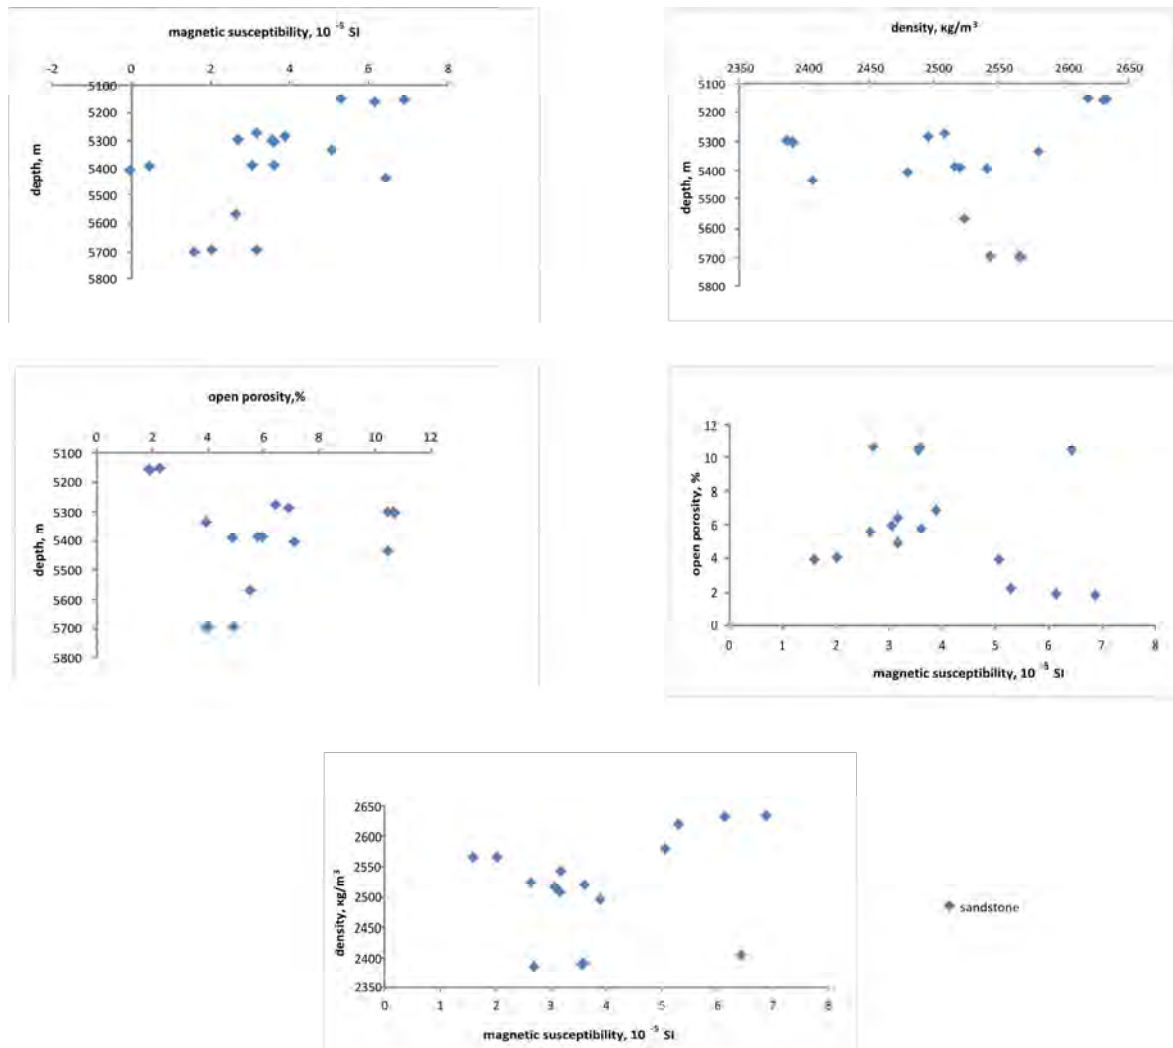 magnetic susceptibility, 10 ⁻⁵ SI
-2 0 2 4 6 8
5100
5200
5300
5400
5500
5600
5700
5800
depth, m
density, кg/m³
2350 2400 2450 2500 2550 2600 2650
5100
5200
5300
5400
5500
5600
5700
5800
depth, m
open porosity,%
0 2 4 6 8 10 12
5100
5200
5300
5400
5500
5600
5700
5800
depth, m
12
10
8
6
4
2
0
open porosity, %
0 1 2 3 4 5 6 7 8
magnetic susceptibility, 10 ⁻⁵ SI
2650
2600
2550
2500
2450
2400
2350
density, кg/m³
0 1 2 3 4 5 6 7 8
magnetic susceptibility, 10 ⁻⁵ SI
sandstone